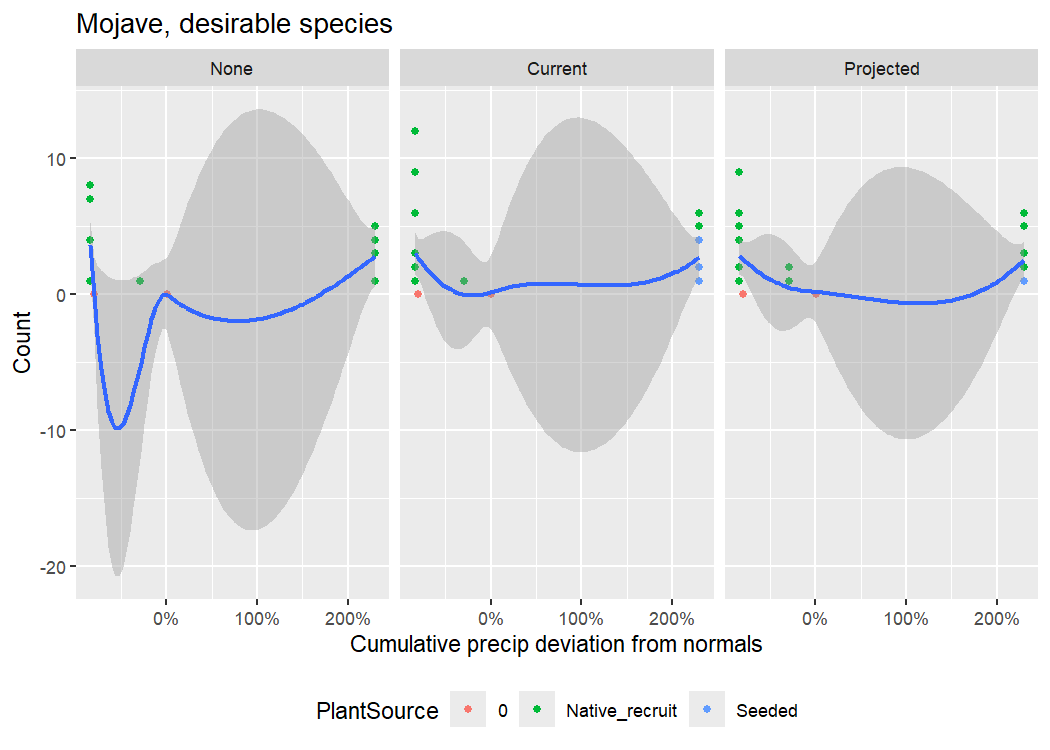 Mojave, desirable species
None Current Projected
Count
10
0
-10
-20
0% 100% 200% 0% 100% 200% 0% 100% 200%
Cumulative precip deviation from normals
PlantSource 0 Native_recruit Seeded